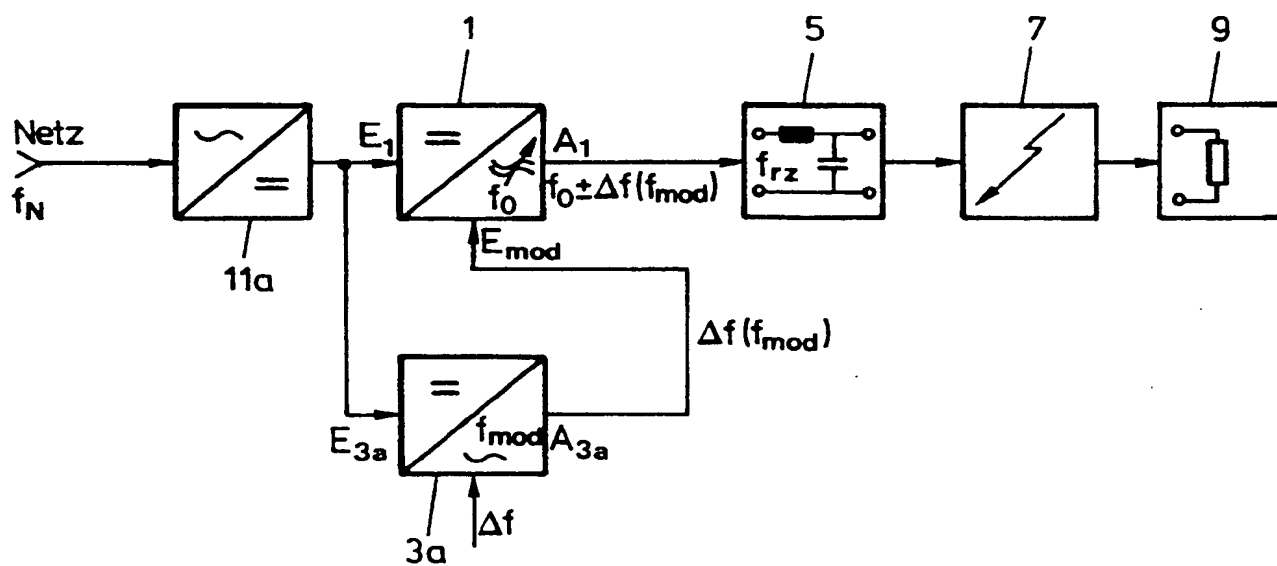 1 5 7 9
Netz
f_N
11a
E_1
f_0
A_1
f_0±Δf(f_mod)
f_rz
E_mod
Δf(f_mod)
E_3a
f_mod
A_3a
3a
Δf